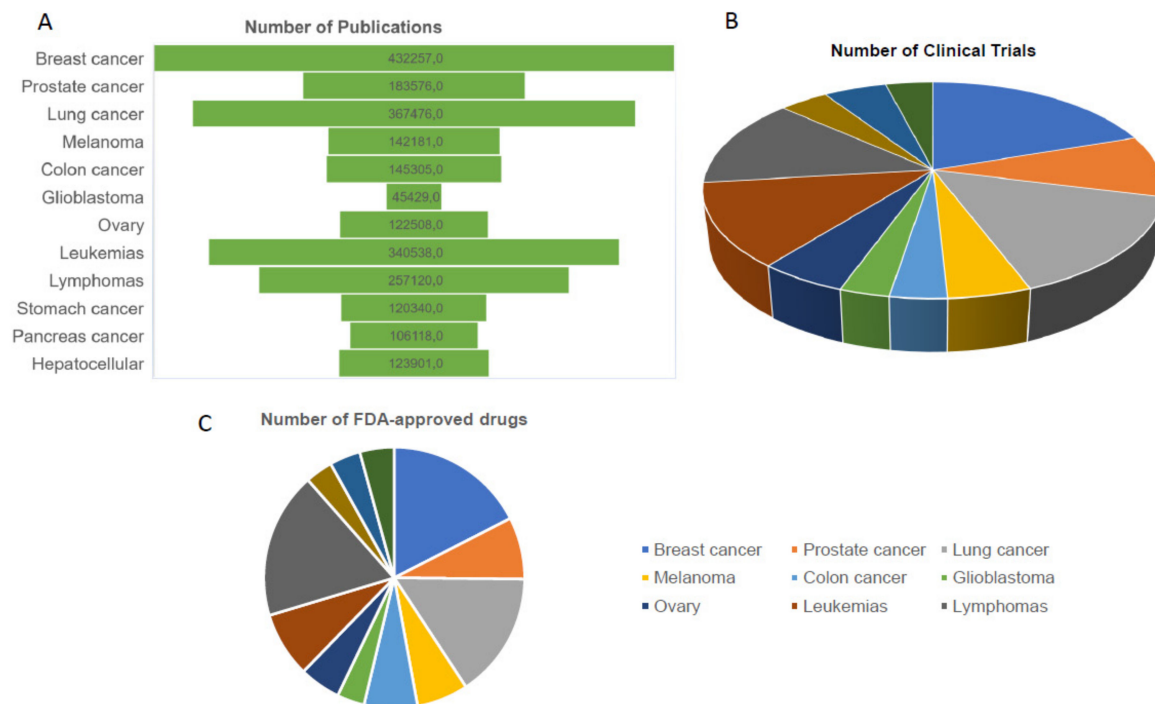 A
Number of Publications
Breast cancer 432257,0
Prostate cancer 183576,0
Lung cancer 367476,0
Melanoma 142181,0
Colon cancer 145305,0
Glioblastoma 45429,0
Ovary 122508,0
Leukemias 340538,0
Lymphomas 257120,0
Stomach cancer 120340,0
Pancreas cancer 106118,0
Hepatocellular 123901,0
B
Number of Clinical Trials
C
Number of FDA-approved drugs
Breast cancer Prostate cancer Lung cancer
Melanoma Colon cancer Glioblastoma
Ovary Leukemias Lymphomas